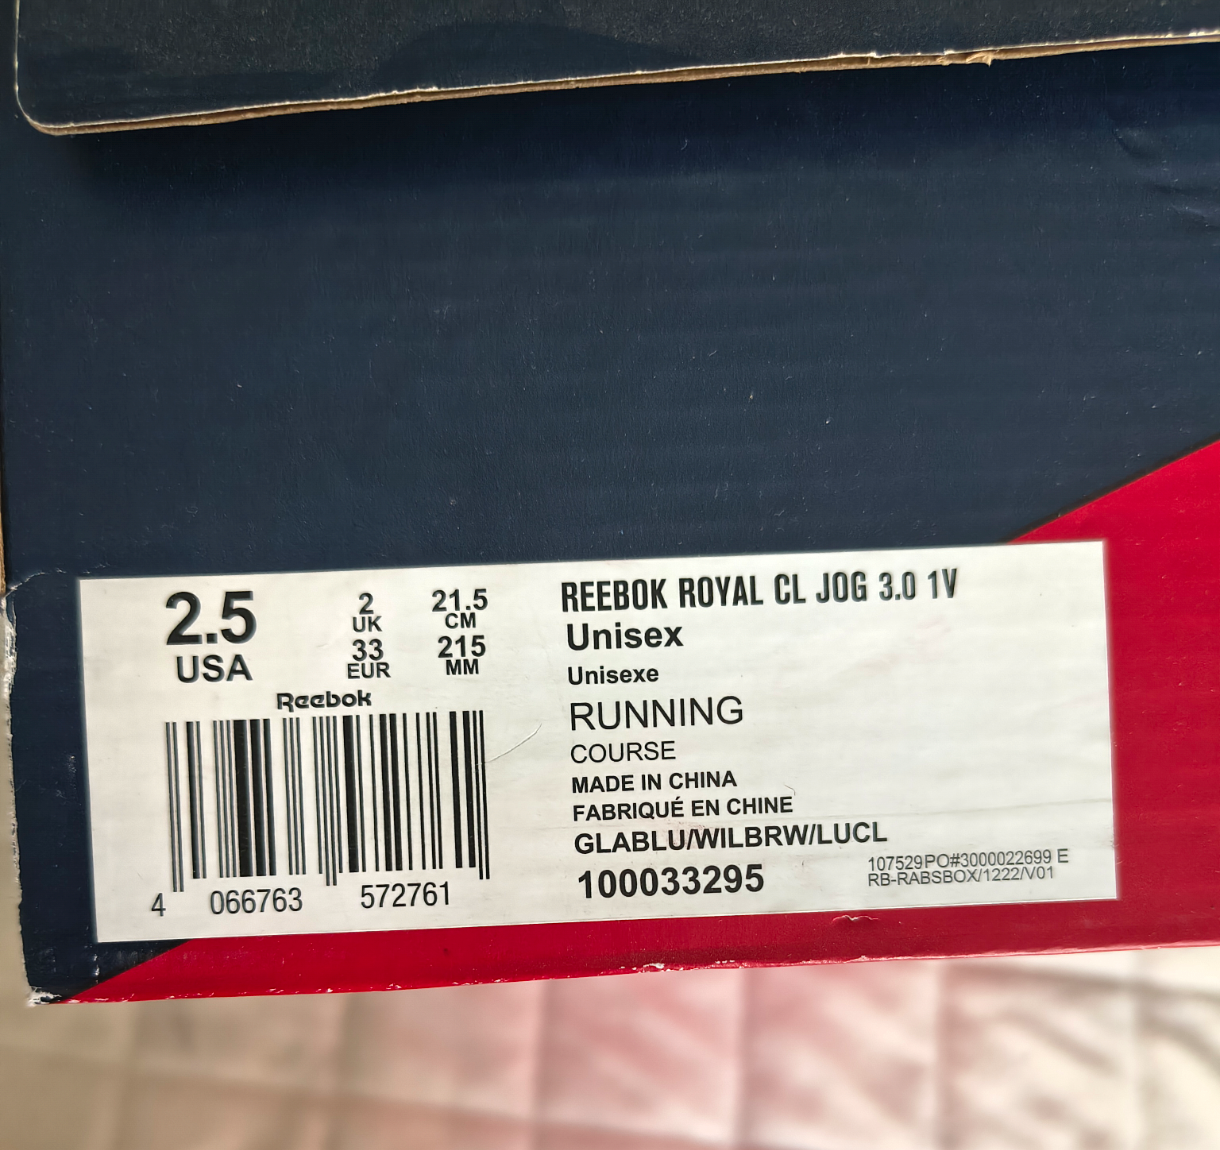 2.5
USA
2
UK
33
EUR
21.5
CM
215
MM
Reebok
4 066763 572761
REEBOK ROYAL CL JOG 3.0 1V
Unisex
Unisexe
RUNNING
COURSE
MADE IN CHINA
FABRIQUÉ EN CHINE
GLABLU/WILBRW/LUCL
100033295
107529PO#3000022699 E
RB-RABSBOX/1222/V01